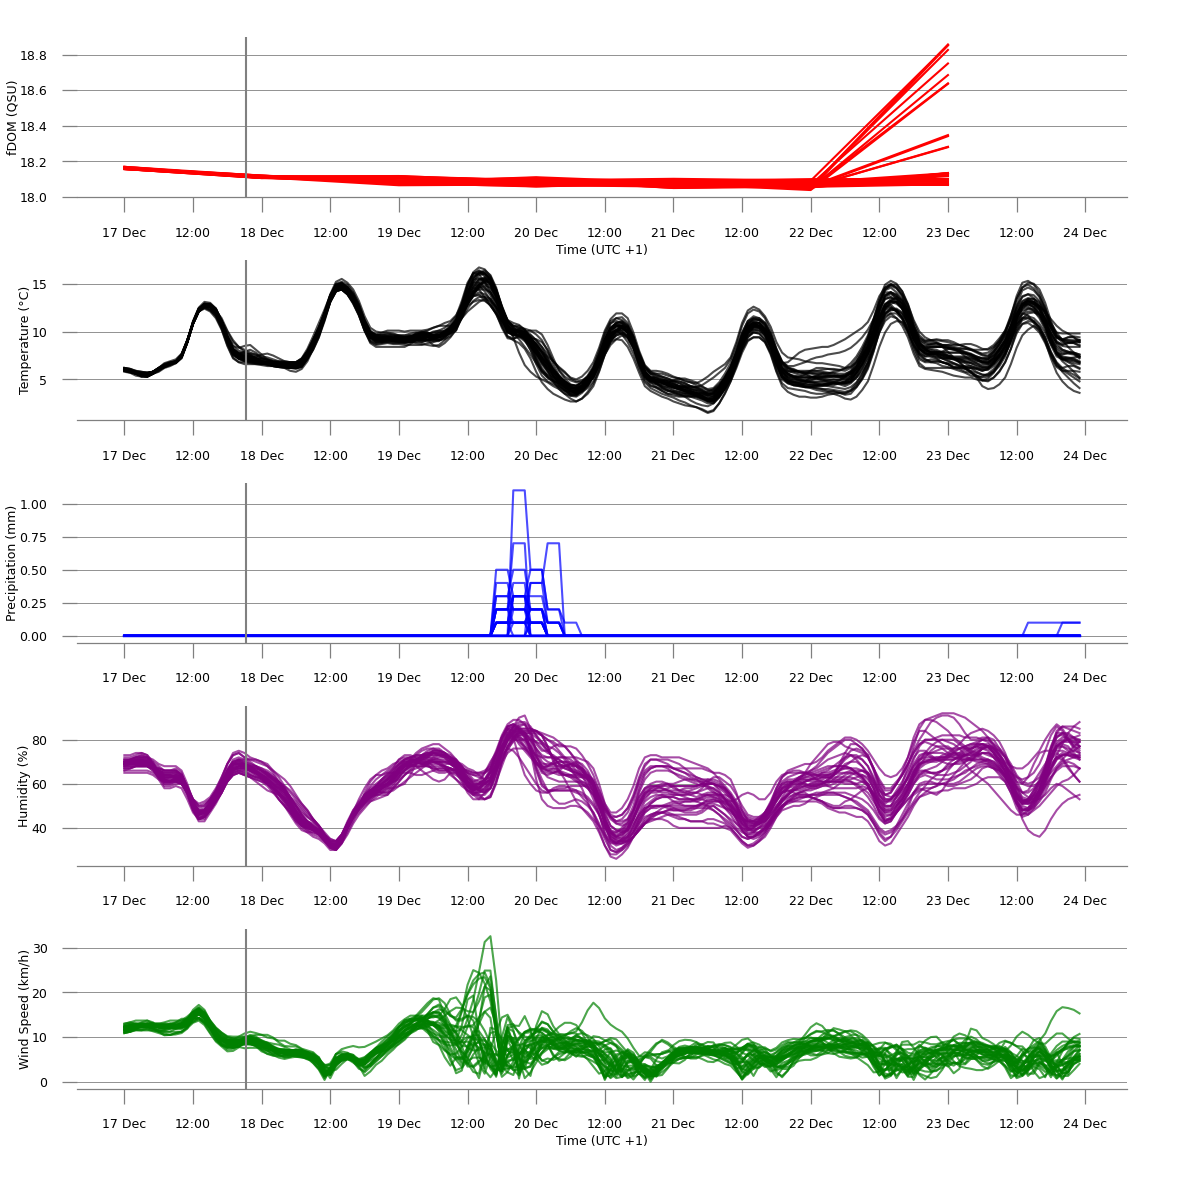 fDOM (QSU)
18.8
18.6
18.4
18.2
18.0
17 Dec 12:00 18 Dec 12:00 19 Dec 12:00 20 Dec 12:00 21 Dec 12:00 22 Dec 12:00 23 Dec 12:00 24 Dec
Time (UTC +1)
Temperature (°C)
15
10
5
17 Dec 12:00 18 Dec 12:00 19 Dec 12:00 20 Dec 12:00 21 Dec 12:00 22 Dec 12:00 23 Dec 12:00 24 Dec
Precipitation (mm)
1.00
0.75
0.50
0.25
0.00
17 Dec 12:00 18 Dec 12:00 19 Dec 12:00 20 Dec 12:00 21 Dec 12:00 22 Dec 12:00 23 Dec 12:00 24 Dec
Humidity (%)
80
60
40
17 Dec 12:00 18 Dec 12:00 19 Dec 12:00 20 Dec 12:00 21 Dec 12:00 22 Dec 12:00 23 Dec 12:00 24 Dec
Wind Speed (km/h)
30
20
10
0
17 Dec 12:00 18 Dec 12:00 19 Dec 12:00 20 Dec 12:00 21 Dec 12:00 22 Dec 12:00 23 Dec 12:00 24 Dec
Time (UTC +1)